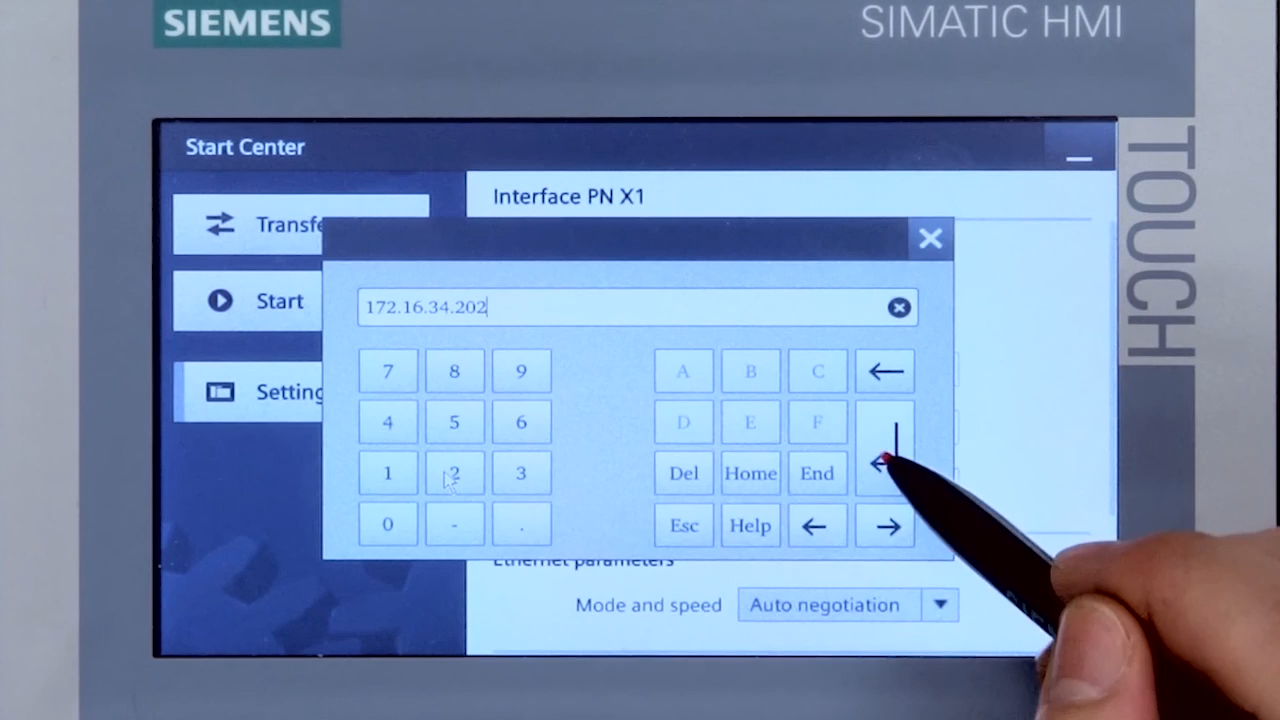 SIEMENS
SIMATIC HMI
TOUCH
Start Center
Interface PN X1
Transfe
Start
Setting
172.16.34.202
7 8 9 A B C
4 5 6 D E F
1 2 3 Del Home End
0 - . Esc Help
Ethernet parameters
Mode and speed Auto negotiation